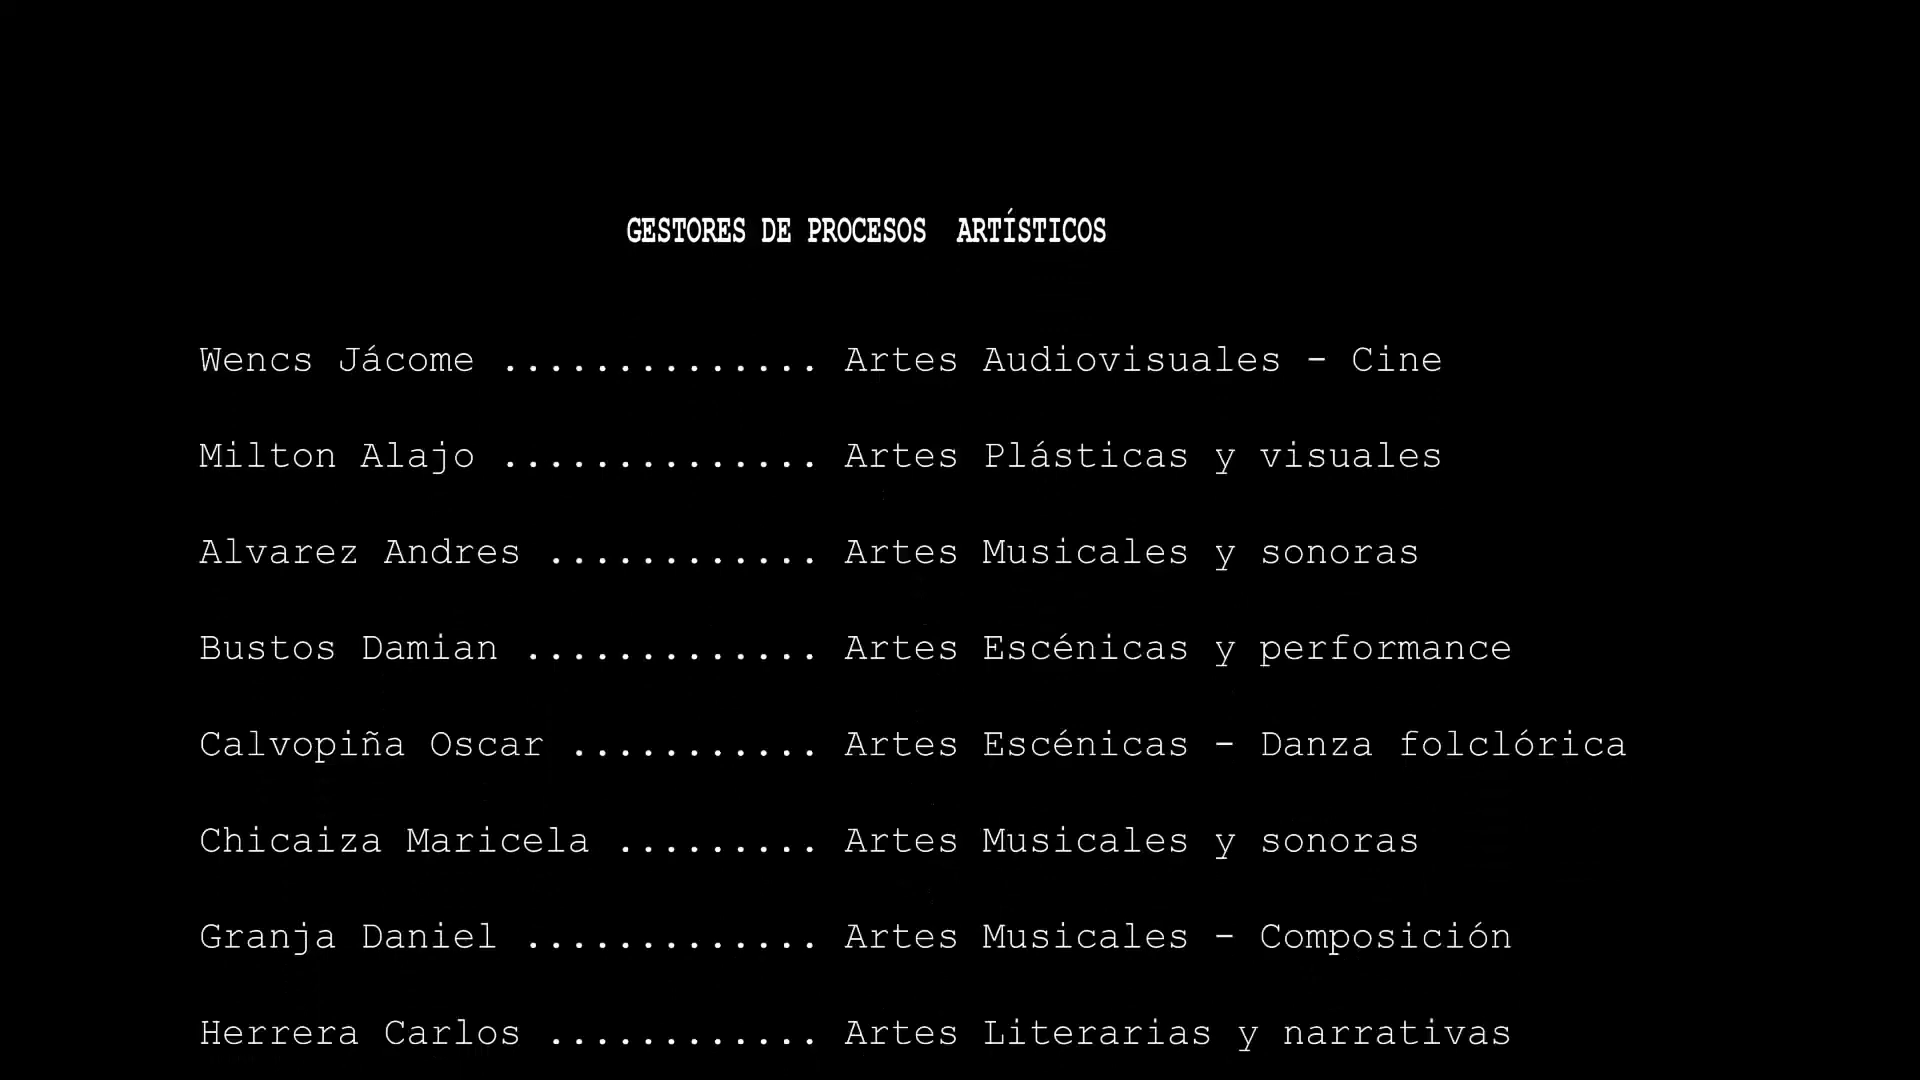 GESTORES DE PROCESOS  ARTÍSTICOS
Wencs Jácome .............. Artes Audiovisuales - Cine
Milton Alajo .............. Artes Plásticas y visuales
Alvarez Andres ............ Artes Musicales y sonoras
Bustos Damian ............. Artes Escénicas y performance
Calvopiña Oscar ........... Artes Escénicas - Danza folclórica
Chicaiza Maricela ......... Artes Musicales y sonoras
Granja Daniel ............. Artes Musicales - Composición
Herrera Carlos ............ Artes Literarias y narrativas